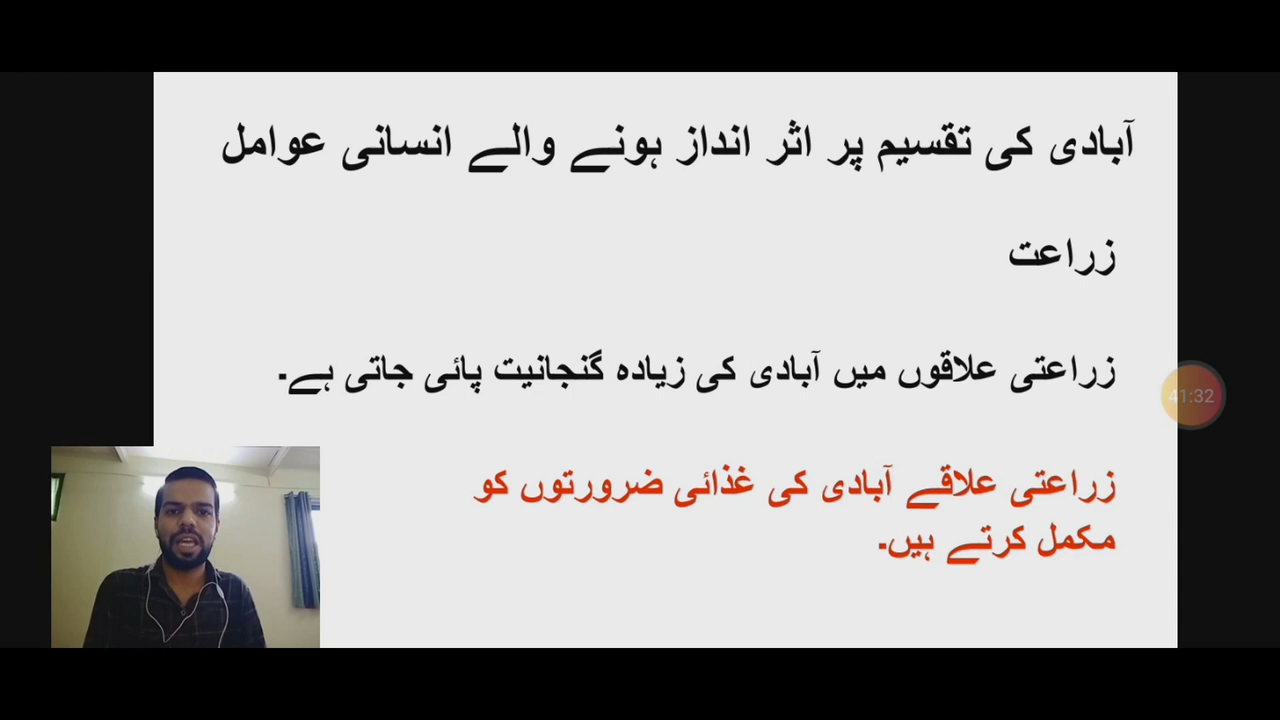 آبادی کی تقسیم پر اثر انداز ہونے والے انسانی عوامل
زراعت
زراعتی علاقوں میں آبادی کی زیادہ گنجانیت پائی جاتی ہے۔
41:32
زراعتی علاقے آبادی کی غذائی ضرورتوں کو
مکمل کرتے ہیں۔